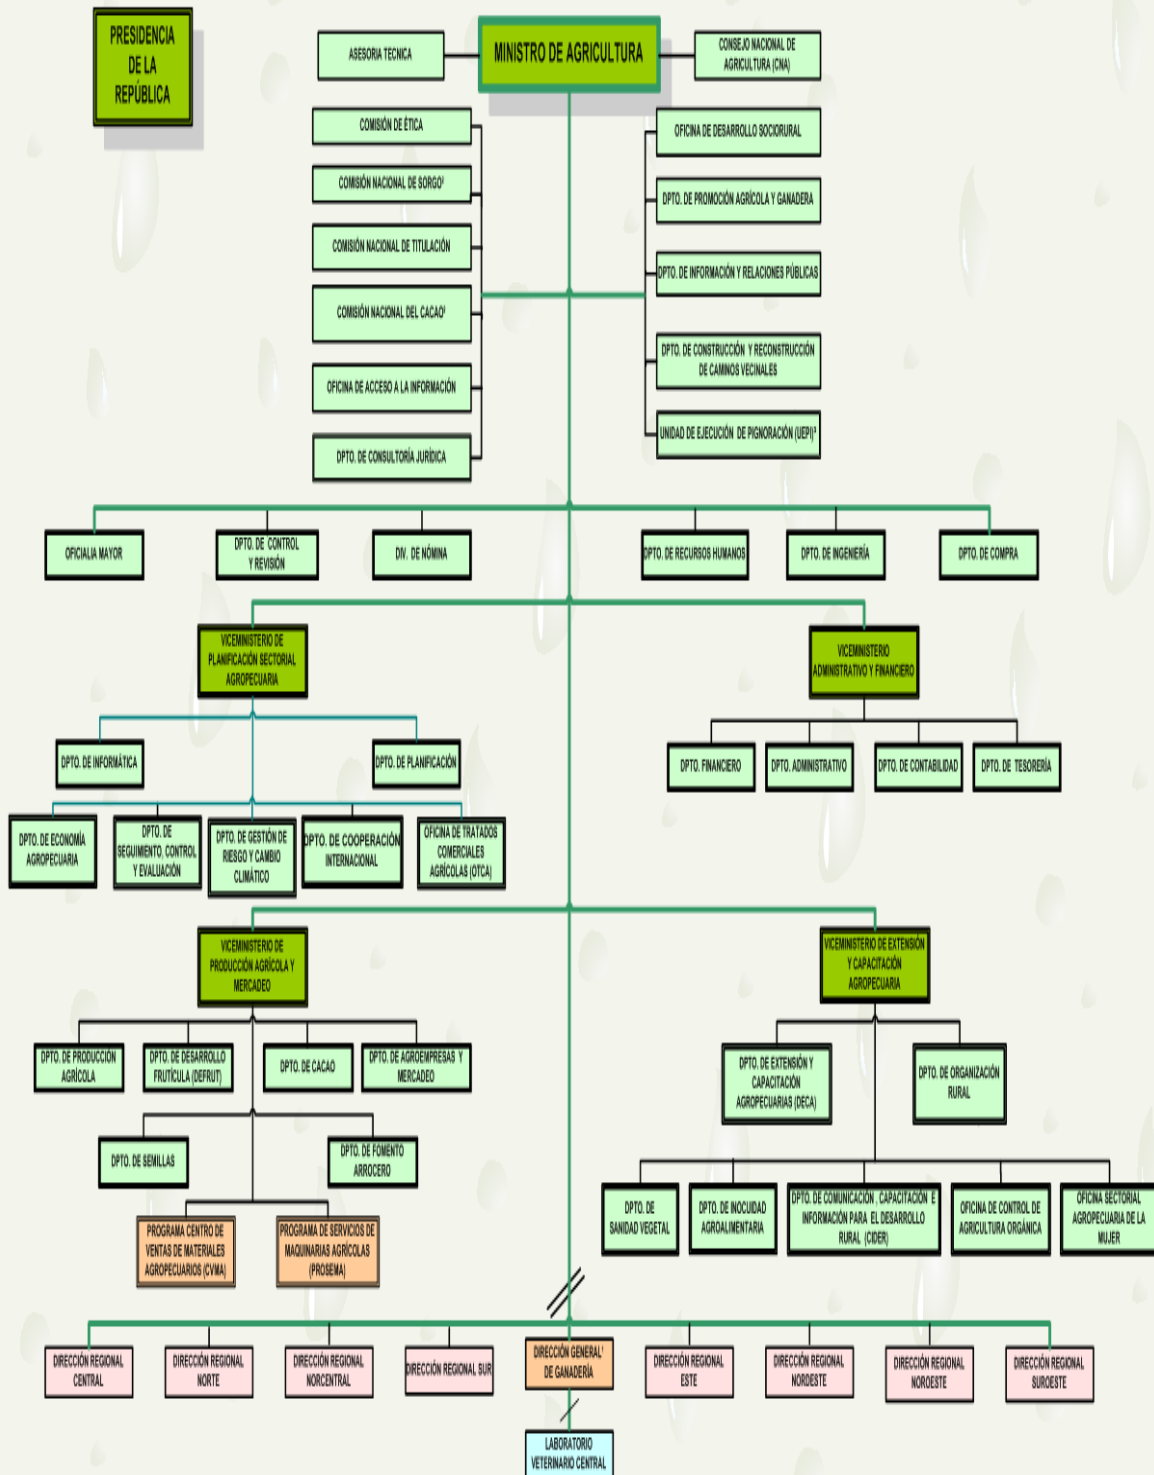 PRESIDENCIA
DE LA
REPÚBLICA
ASESORIA TECNICA
MINISTRO DE AGRICULTURA
CONSEJO NACIONAL DE
AGRICULTURA (CNA)
COMISIÓN DE ÉTICA
COMISIÓN NACIONAL DE SORGO²
COMISIÓN NACIONAL DE TITULACIÓN
COMISIÓN NACIONAL DEL CACAO¹
OFICINA DE ACCESO A LA INFORMACIÓN
DPTO. DE CONSULTORÍA JURÍDICA
OFICINA DE DESARROLLO SOCIORURAL
DPTO. DE PROMOCIÓN AGRÍCOLA Y GANADERA
DPTO. DE INFORMACIÓN Y RELACIONES PÚBLICAS
DPTO. DE CONSTRUCCIÓN Y RECONSTRUCCIÓN
DE CAMINOS VECINALES
UNIDAD DE EJECUCIÓN DE PIGNORACIÓN (UEPI)³
OFICIALIA MAYOR
DPTO. DE CONTROL
Y REVISIÓN
DIV. DE NÓMINA
DPTO. DE RECURSOS HUMANOS
DPTO. DE INGENIERÍA
DPTO. DE COMPRA
VICEMINISTERIO DE
PLANIFICACIÓN SECTORIAL
AGROPECUARIA
VICEMINISTERIO
ADMINISTRATIVO Y FINANCIERO
DPTO. DE INFORMÁTICA
DPTO. DE PLANIFICACIÓN
DPTO. FINANCIERO
DPTO. ADMINISTRATIVO
DPTO. DE CONTABILIDAD
DPTO. DE TESORERÍA
DPTO. DE ECONOMÍA
AGROPECUARIA
DPTO. DE
SEGUIMIENTO, CONTROL
Y EVALUACIÓN
DPTO. DE GESTIÓN DE
RIESGO Y CAMBIO
CLIMÁTICO
DPTO. DE COOPERACIÓN
INTERNACIONAL
OFICINA DE TRATADOS
COMERCIALES
AGRÍCOLAS (OTCA)
VICEMINISTERIO DE
PRODUCCIÓN AGRÍCOLA Y
MERCADEO
VICEMINISTERIO DE EXTENSIÓN
Y CAPACITACIÓN
AGROPECUARIA
DPTO. DE PRODUCCIÓN
AGRÍCOLA
DPTO. DE DESARROLLO
FRUTÍCULA (DEFRUT)
DPTO. DE CACAO
DPTO. DE AGROEMPRESAS Y
MERCADEO
DPTO. DE EXTENSIÓN Y
CAPACITACIÓN
AGROPECUARIAS (DECA)
DPTO. DE ORGANIZACIÓN
RURAL
DPTO. DE SEMILLAS
DPTO. DE FOMENTO
ARROCERO
PROGRAMA CENTRO DE
VENTAS DE MATERIALES
AGROPECUARIOS (CVMA)
PROGRAMA DE SERVICIOS DE
MAQUINARIAS AGRÍCOLAS
(PROSEMA)
DPTO. DE
SANIDAD VEGETAL
DPTO. DE INOCUIDAD
AGROALIMENTARIA
DPTO. DE COMUNICACIÓN , CAPACITACIÓN E
INFORMACIÓN PARA EL DESARROLLO
RURAL (CIDER)
OFICINA DE CONTROL DE
AGRICULTURA ORGÁNICA
OFICINA SECTORIAL
AGROPECUARIA DE LA
MUJER
DIRECCIÓN REGIONAL
CENTRAL
DIRECCIÓN REGIONAL
NORTE
DIRECCIÓN REGIONAL
NORCENTRAL
DIRECCIÓN REGIONAL SUR
DIRECCIÓN GENERAL¹
DE GANADERÍA
DIRECCIÓN REGIONAL
ESTE
DIRECCIÓN REGIONAL
NORDESTE
DIRECCIÓN REGIONAL
NOROESTE
DIRECCIÓN REGIONAL
SUROESTE
LABORATORIO
VETERINARIO CENTRAL